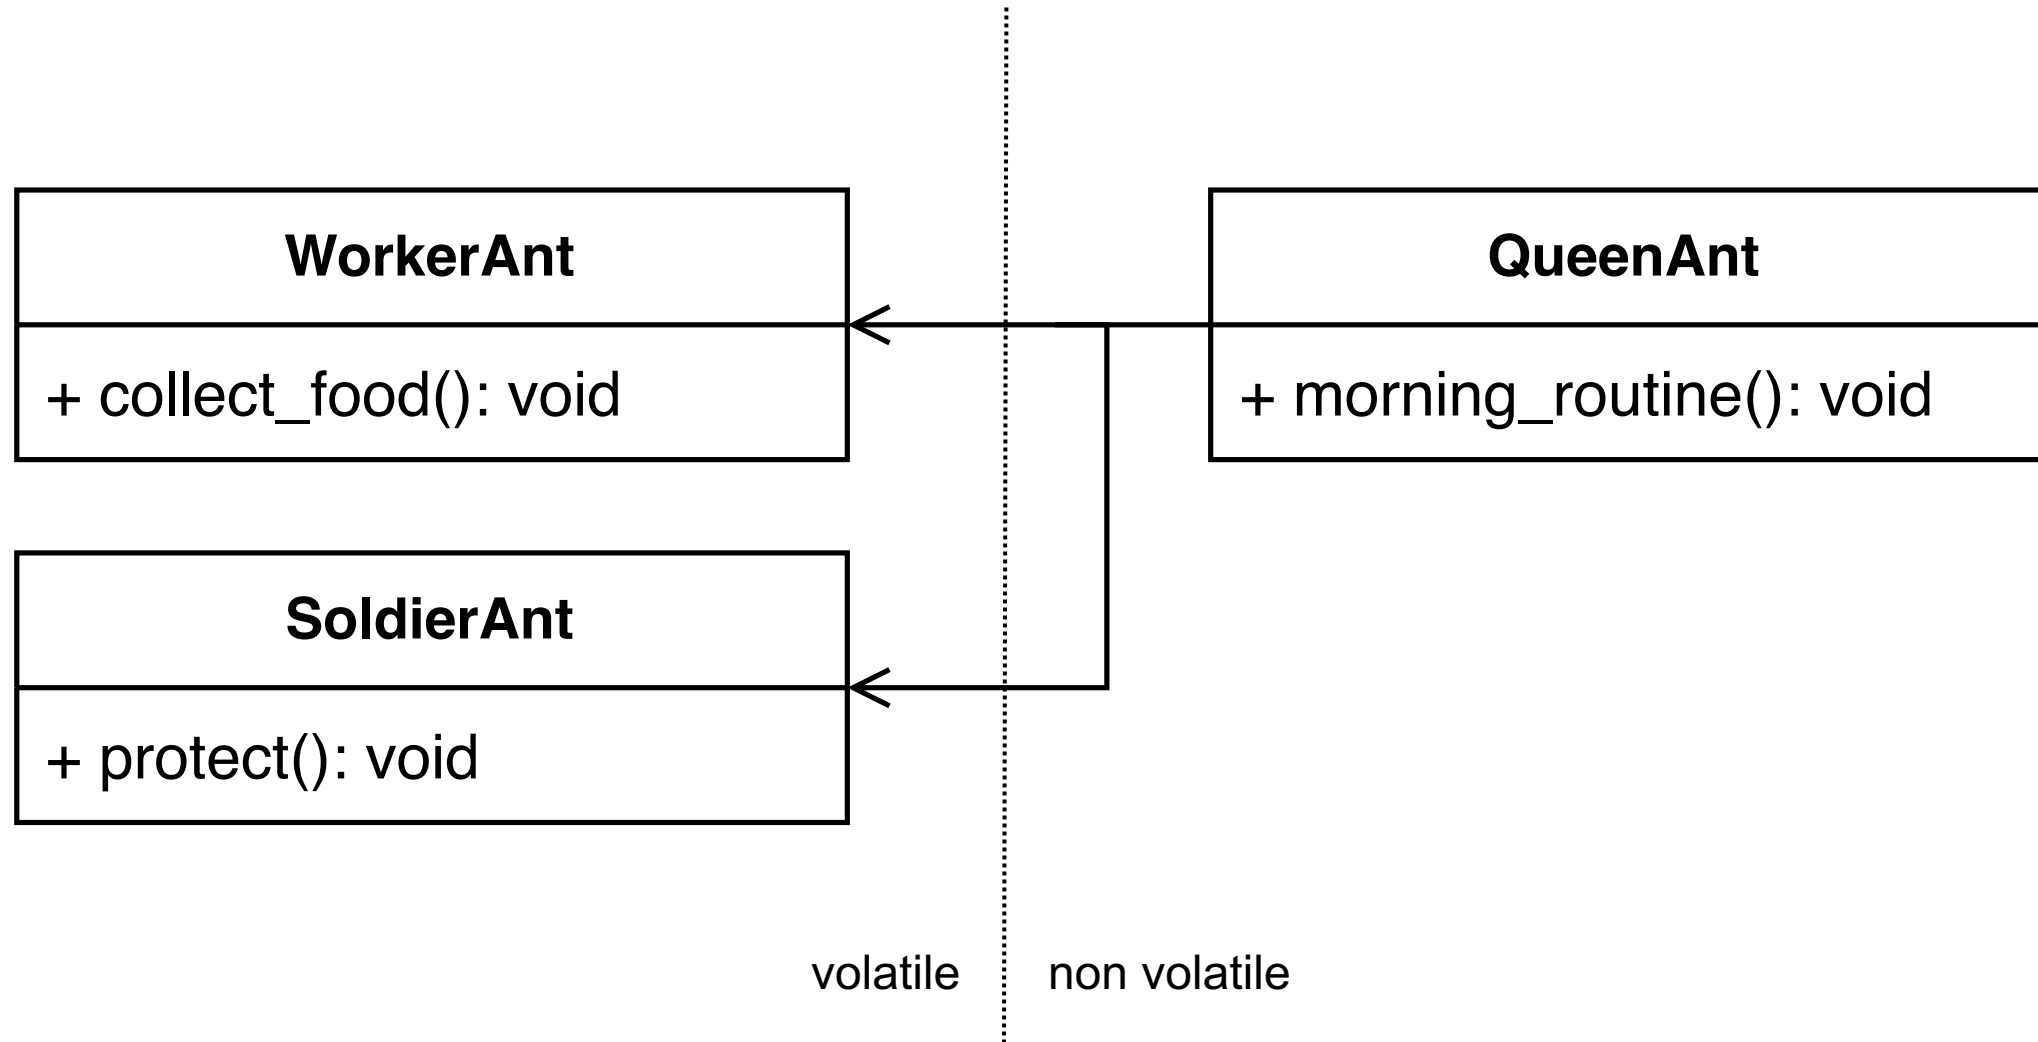 WorkerAnt
+ collect_food(): void
QueenAnt
+ morning_routine(): void
SoldierAnt
+ protect(): void
volatile
non volatile